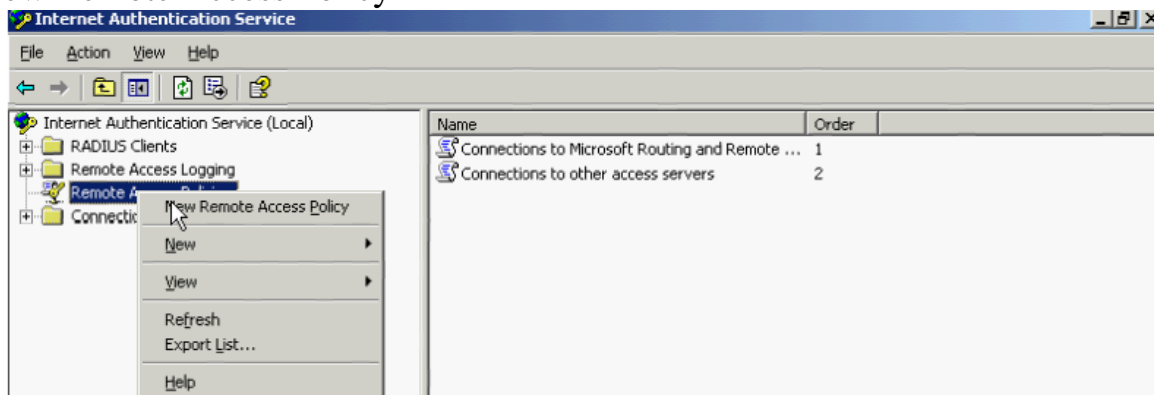 Internet Authentication Service
File Action View Help
Internet Authentication Service (Local)
RADIUS Clients
Remote Access Logging
Remote
New Remote Access Policy
New
View
Refresh
Export List...
Help
Name Order
Connections to Microsoft Routing and Remote ... 1
Connections to other access servers 2